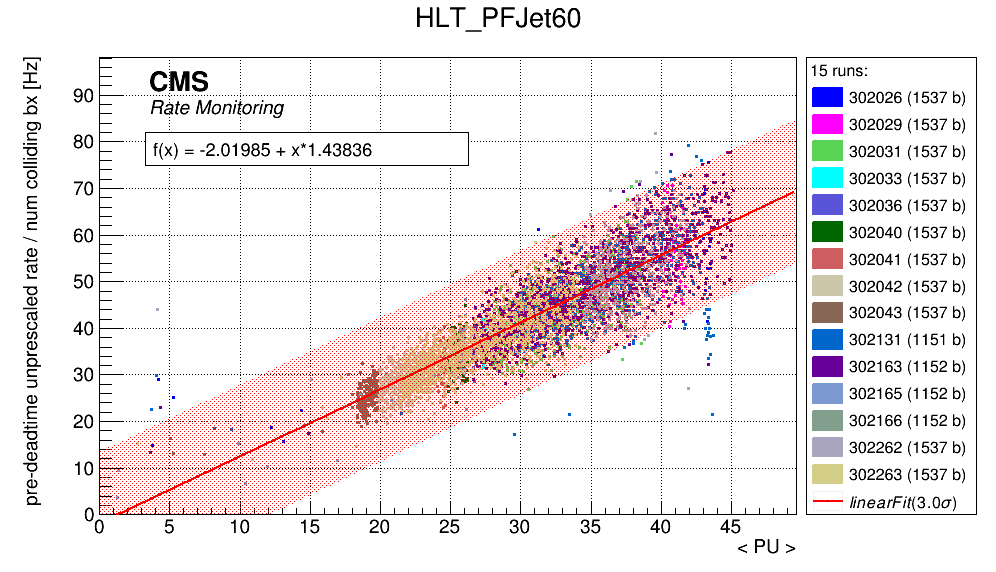 HLT_PFJet60
pre-deadtime unprescaled rate / num colliding bx [Hz]
CMS
Rate Monitoring
f(x) = -2.01985 + x*1.43836
90
80
70
60
50
40
30
20
10
0
0 5 10 15 20 25 30 35 40 45
< PU >
15 runs:
302026 (1537 b)
302029 (1537 b)
302031 (1537 b)
302033 (1537 b)
302036 (1537 b)
302040 (1537 b)
302041 (1537 b)
302042 (1537 b)
302043 (1537 b)
302131 (1151 b)
302163 (1152 b)
302165 (1152 b)
302166 (1152 b)
302262 (1537 b)
302263 (1537 b)
linearFit(3.0σ)